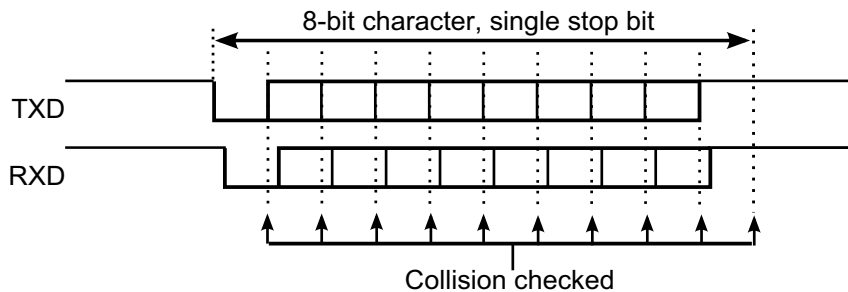 8-bit character, single stop bit
TXD
RXD
Collision checked